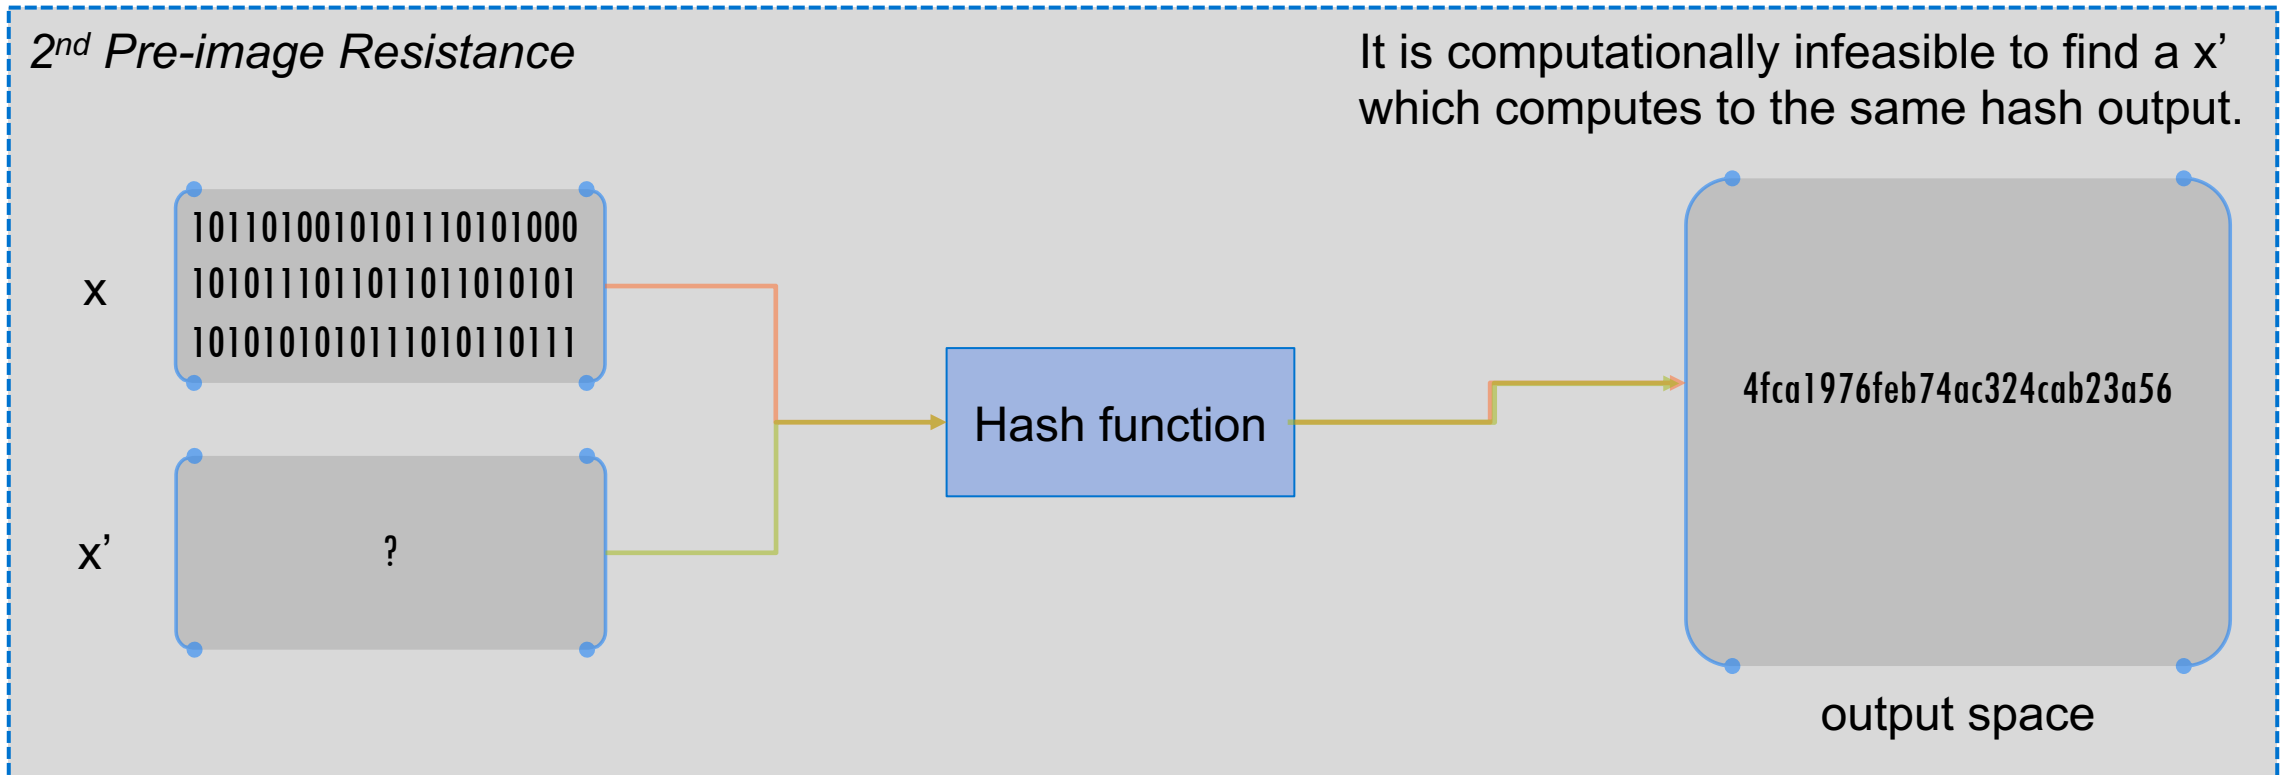 2nd Pre-image Resistance
It is computationally infeasible to find a x’
which computes to the same hash output.
x
1011010010101110101000
1010111011011011010101
1010101010111010110111
x’
?
Hash function
4fca1976feb74ac324cab23a56
output space